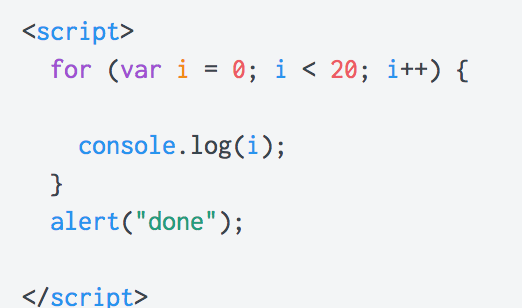 <script>
for (var i = 0; i < 20; i++) {
console.log(i);
}
alert("done");
</script>